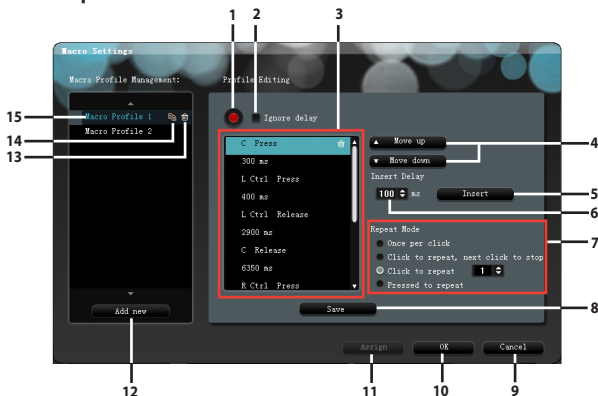 1 2 3
Macro Settings
Macro Profile Management:
Profile Editing
15 Macro Profile 1
14
13
Macro Profile 2
Ignore delay
C Press
300 ms
L Ctrl Press
400 ms
L Ctrl Release
2900 ms
C Release
6350 ms
R Ctrl Press
Move up
Move down
4
Insert Delay
100 ms Insert
5
6
Repeat Mode
7
Once per click
Click to repeat, next click to stop
Click to repeat 1
Pressed to repeat
Add new
Save
8
Assign OK Cancel
12 11 10 9